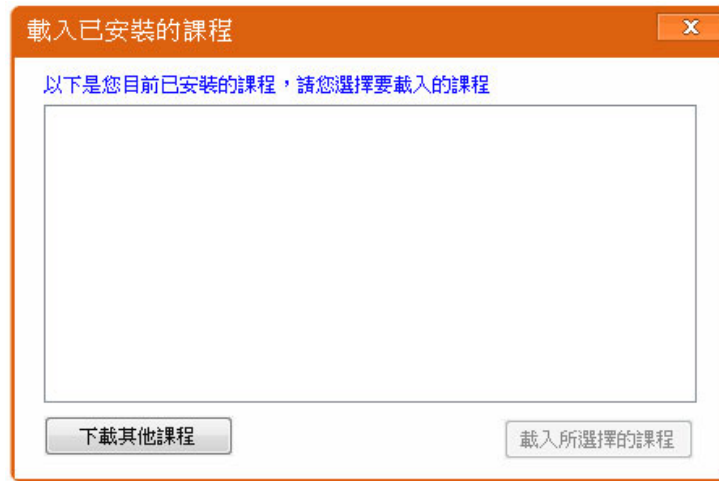 載入已安裝的課程
X
以下是您目前已安裝的課程，請您選擇要載入的課程
下載其他課程
載入所選擇的課程